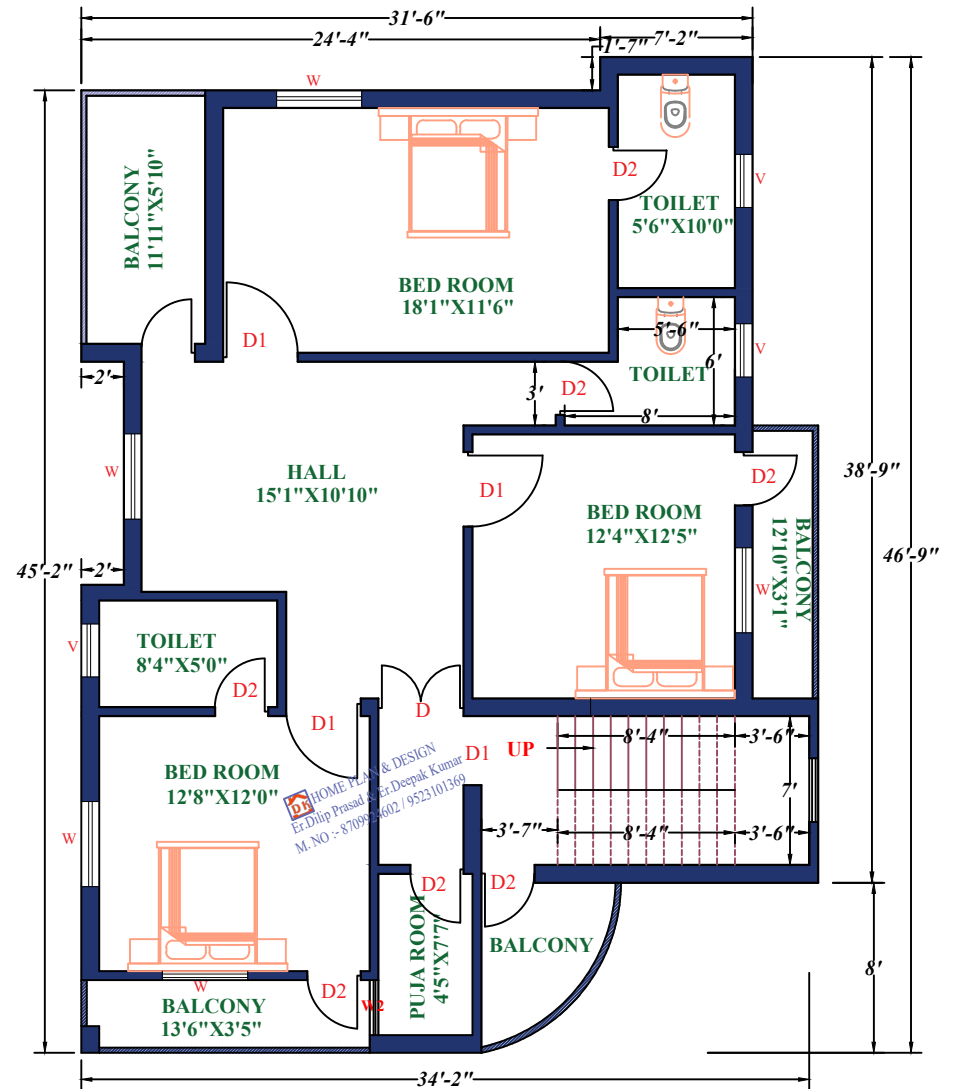 31'-6"
24'-4"
7'-2"
1'-7"
W
BALCONY
11'11"X5'10"
D2
V
TOILET
5'6"X10'0"
BED ROOM
18'1"X11'6"
D1
5'-6"
V
6'
TOILET
2'
3'
D2
8'
HALL
15'1"X10'10"
W
D1
BED ROOM
12'4"X12'5"
D2
38'-9"
BALCONY
12'10"X3'1"
W
45'-2"
46'-9"
2'
V
TOILET
8'4"X5'0"
D2
D1
D
D1
UP
8'-4"
3'-6"
7'
BED ROOM
12'8"X12'0"
DK
HOME PLAN & DESIGN
Er.Dilip Prasad & Er.Deepak Kumar
M. NO :- 8709924602 / 9523101369
W
3'-7"
8'-4"
3'-6"
D2
D2
PUJA ROOM
4'5"X7'7"
BALCONY
8'
W
D2
W2
BALCONY
13'6"X3'5"
34'-2"